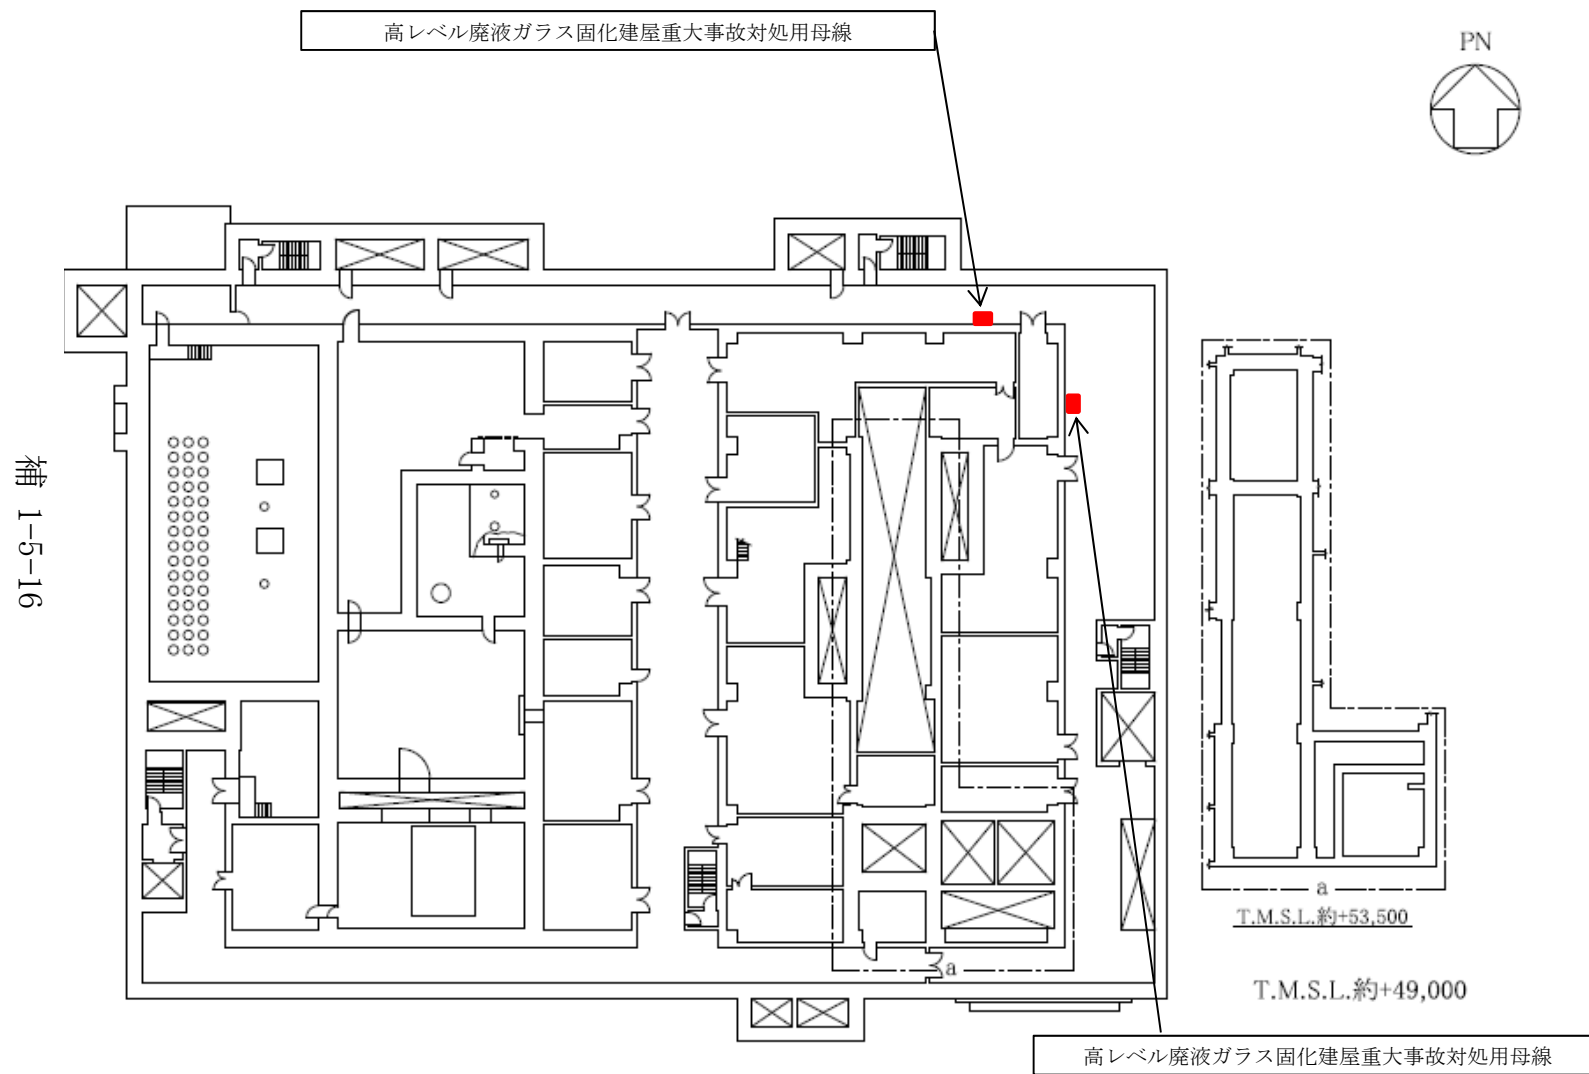 高レベル廃液ガラス固化建屋重大事故対処用母線
PN
補 1-5-16
a
T.M.S.L.約+53,500
a
T.M.S.L.約+49,000
高レベル廃液ガラス固化建屋重大事故対処用母線